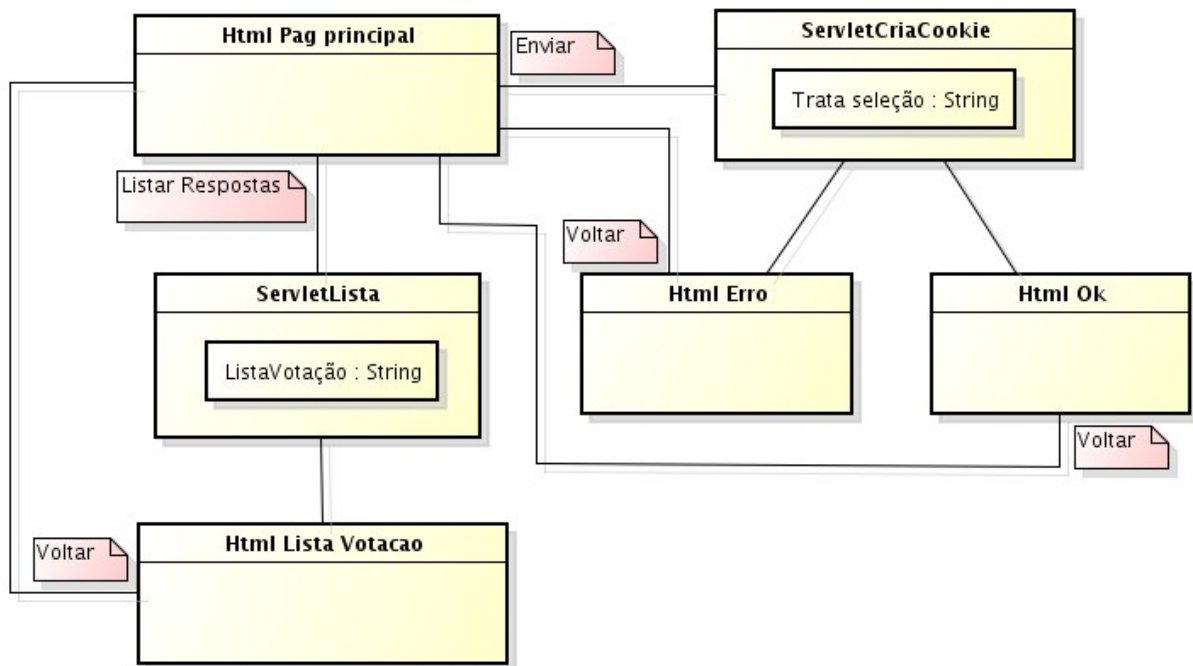 Html Pag principal
Enviar
ServletCriaCookie
Trata seleção : String
Listar Respostas
Voltar
ServletLista
Html Erro
Html Ok
ListaVotação : String
Voltar
Html Lista Votacao
Voltar